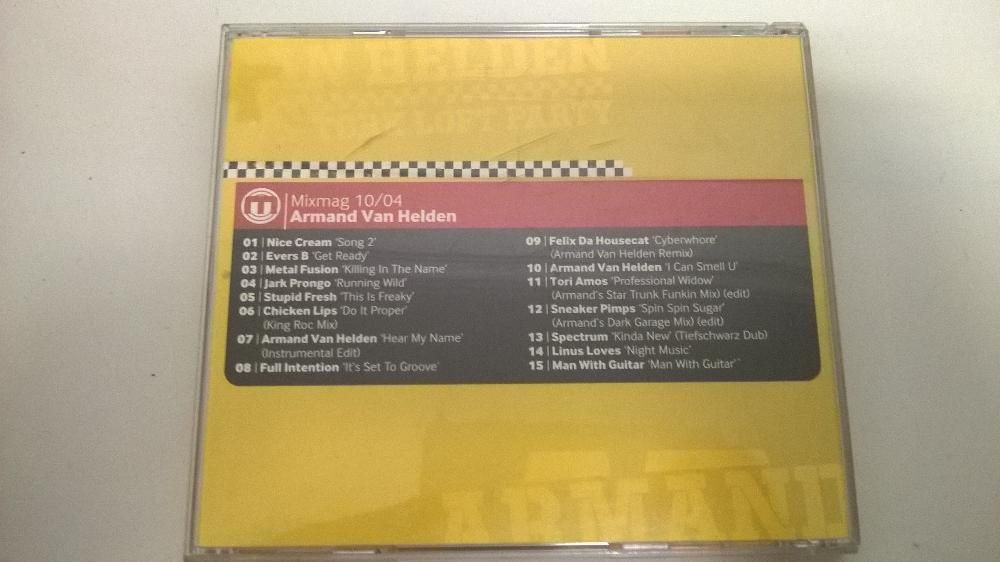 IN HELDEN
YORK LOFT PARTY
U
Mixmag 10/04
Armand Van Helden
01 | Nice Cream 'Song 2'
02 | Evers B 'Get Ready'
03 | Metal Fusion 'Killing In The Name'
04 | Jark Prongo 'Running Wild'
05 | Stupid Fresh 'This Is Freaky'
06 | Chicken Lips 'Do It Proper'
(King Roc Mix)
07 | Armand Van Helden 'Hear My Name'
(Instrumental Edit)
08 | Full Intention 'It's Set To Groove'
09 | Felix Da Housecat 'Cyberwhore'
(Armand Van Helden Remix)
10 | Armand Van Helden 'I Can Smell U'
11 | Tori Amos 'Professional Widow'
(Armand's Star Trunk Funkin Mix) (edit)
12 | Sneaker Pimps 'Spin Spin Sugar'
(Armand's Dark Garage Mix) (edit)
13 | Spectrum 'Kinda New' (Tiefschwarz Dub)
14 | Linus Loves 'Night Music'
15 | Man With Guitar 'Man With Guitar'
ARMAND